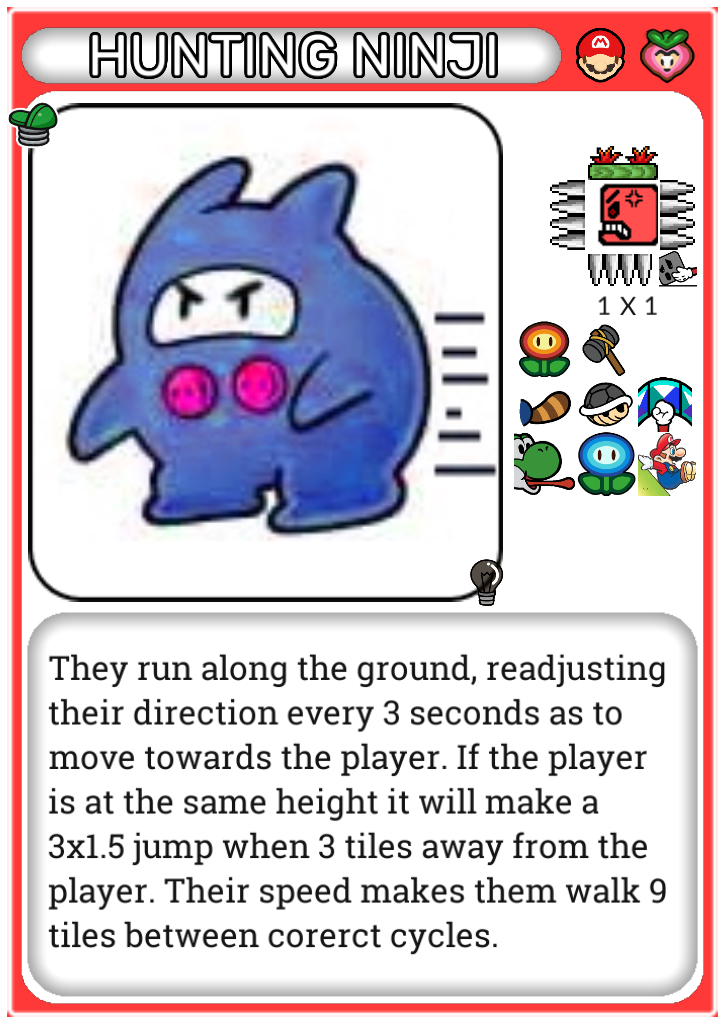 HUNTING NINJI
1 X 1
They run along the ground, readjusting
their direction every 3 seconds as to
move towards the player. If the player
is at the same height it will make a
3x1.5 jump when 3 tiles away from the
player. Their speed makes them walk 9
tiles between corerct cycles.